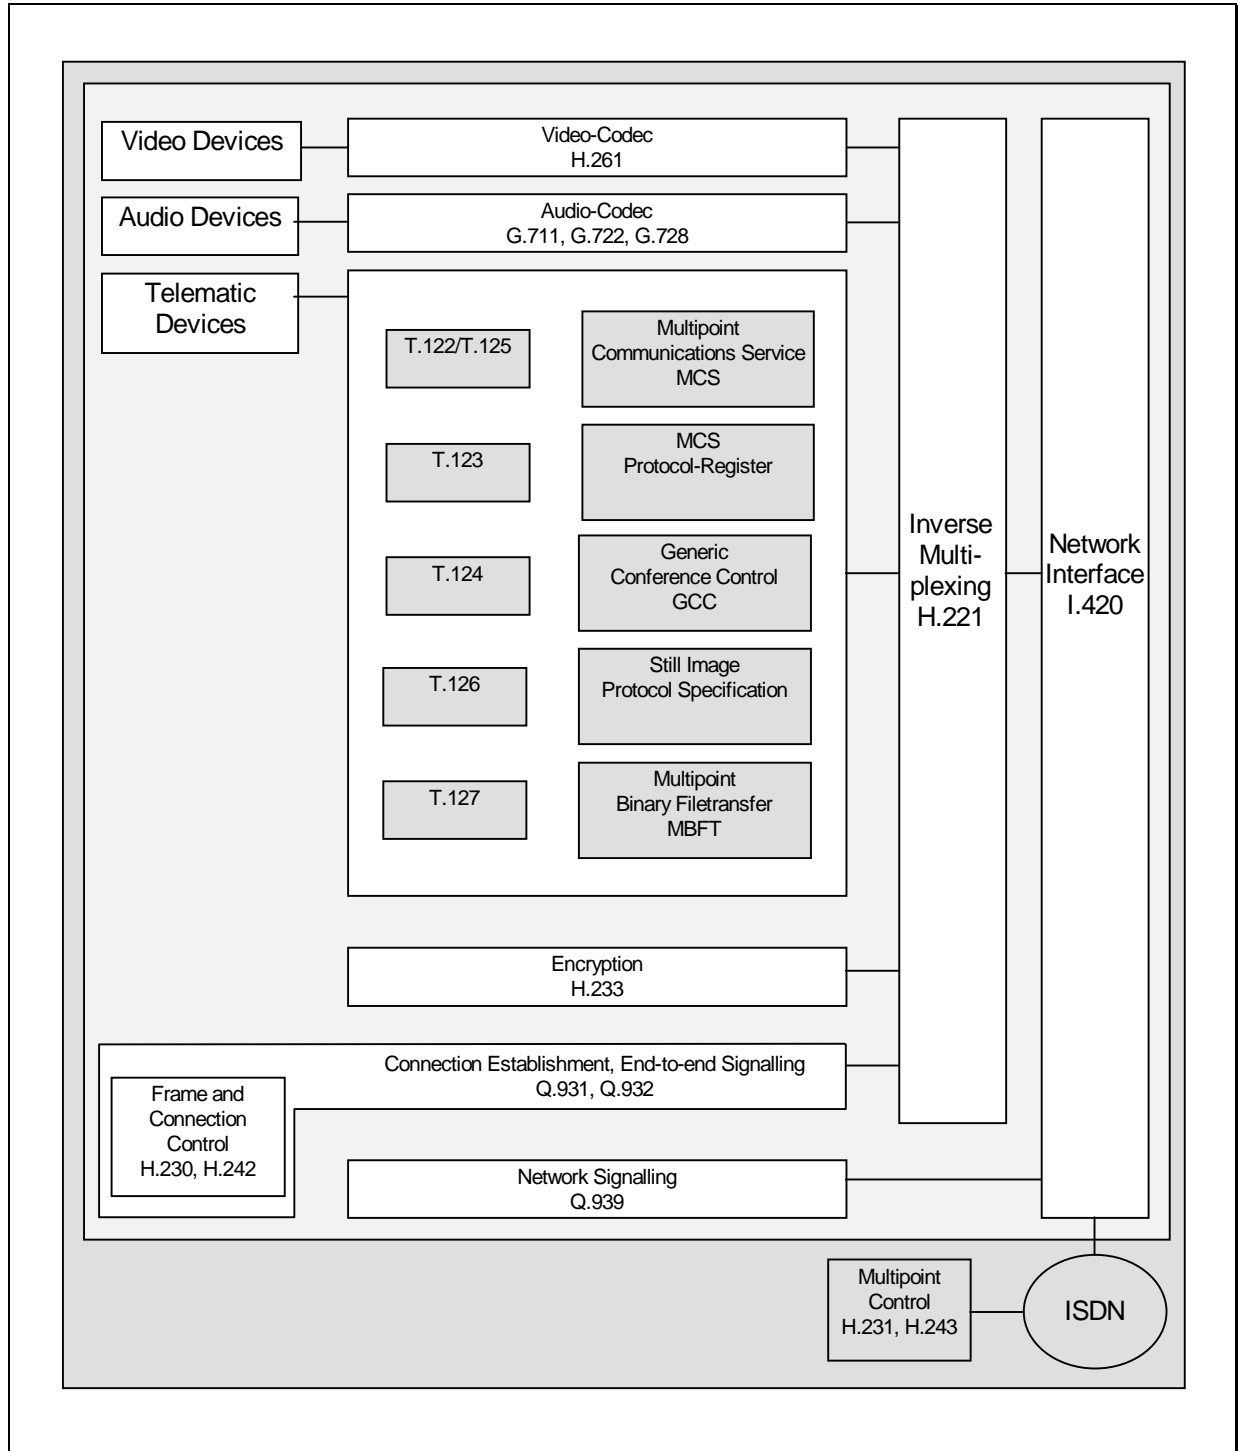 Video Devices
Video-Codec
H.261
Audio Devices
Audio-Codec
G.711, G.722, G.728
Telematic
Devices
T.122/T.125
Multipoint
Communications Service
MCS
T.123
MCS
Protocol-Register
T.124
Generic
Conference Control
GCC
T.126
Still Image
Protocol Specification
T.127
Multipoint
Binary Filetransfer
MBFT
Inverse
Multi-
plexing
H.221
Network
Interface
I.420
Encryption
H.233
Connection Establishment, End-to-end Signalling
Q.931, Q.932
Frame and
Connection
Control
H.230, H.242
Network Signalling
Q.939
Multipoint
Control
H.231, H.243
ISDN